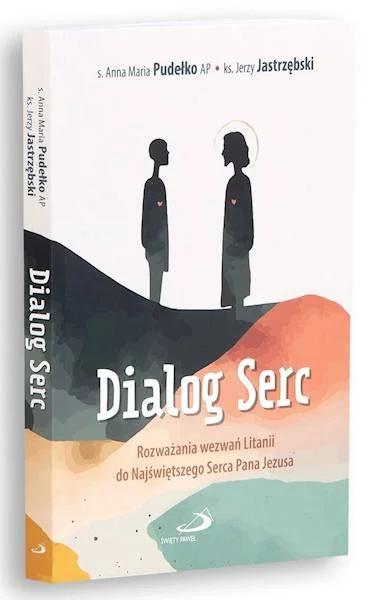 s. Anna Maria Pudełko AP • ks. Jerzy Jastrzębski
Dialog Serc
Rozważania wezwań Litanii
do Najświętszego Serca Pana Jezusa
ŚWIĘTY PAWEŁ
s. Anna Maria Pudełko AP
ks. Jerzy Jastrzębski
Dialog Serc